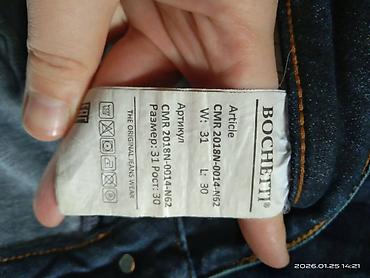 BOCHETTI®
Article
CMR 2018N-0014-N62
W: 31 L: 30
Артикул
CMR 2018N-0014-N62
Размер: 31 Рост: 30
THE ORIGINAL JEANS WEAR
EAC
2026.01.25 14:21